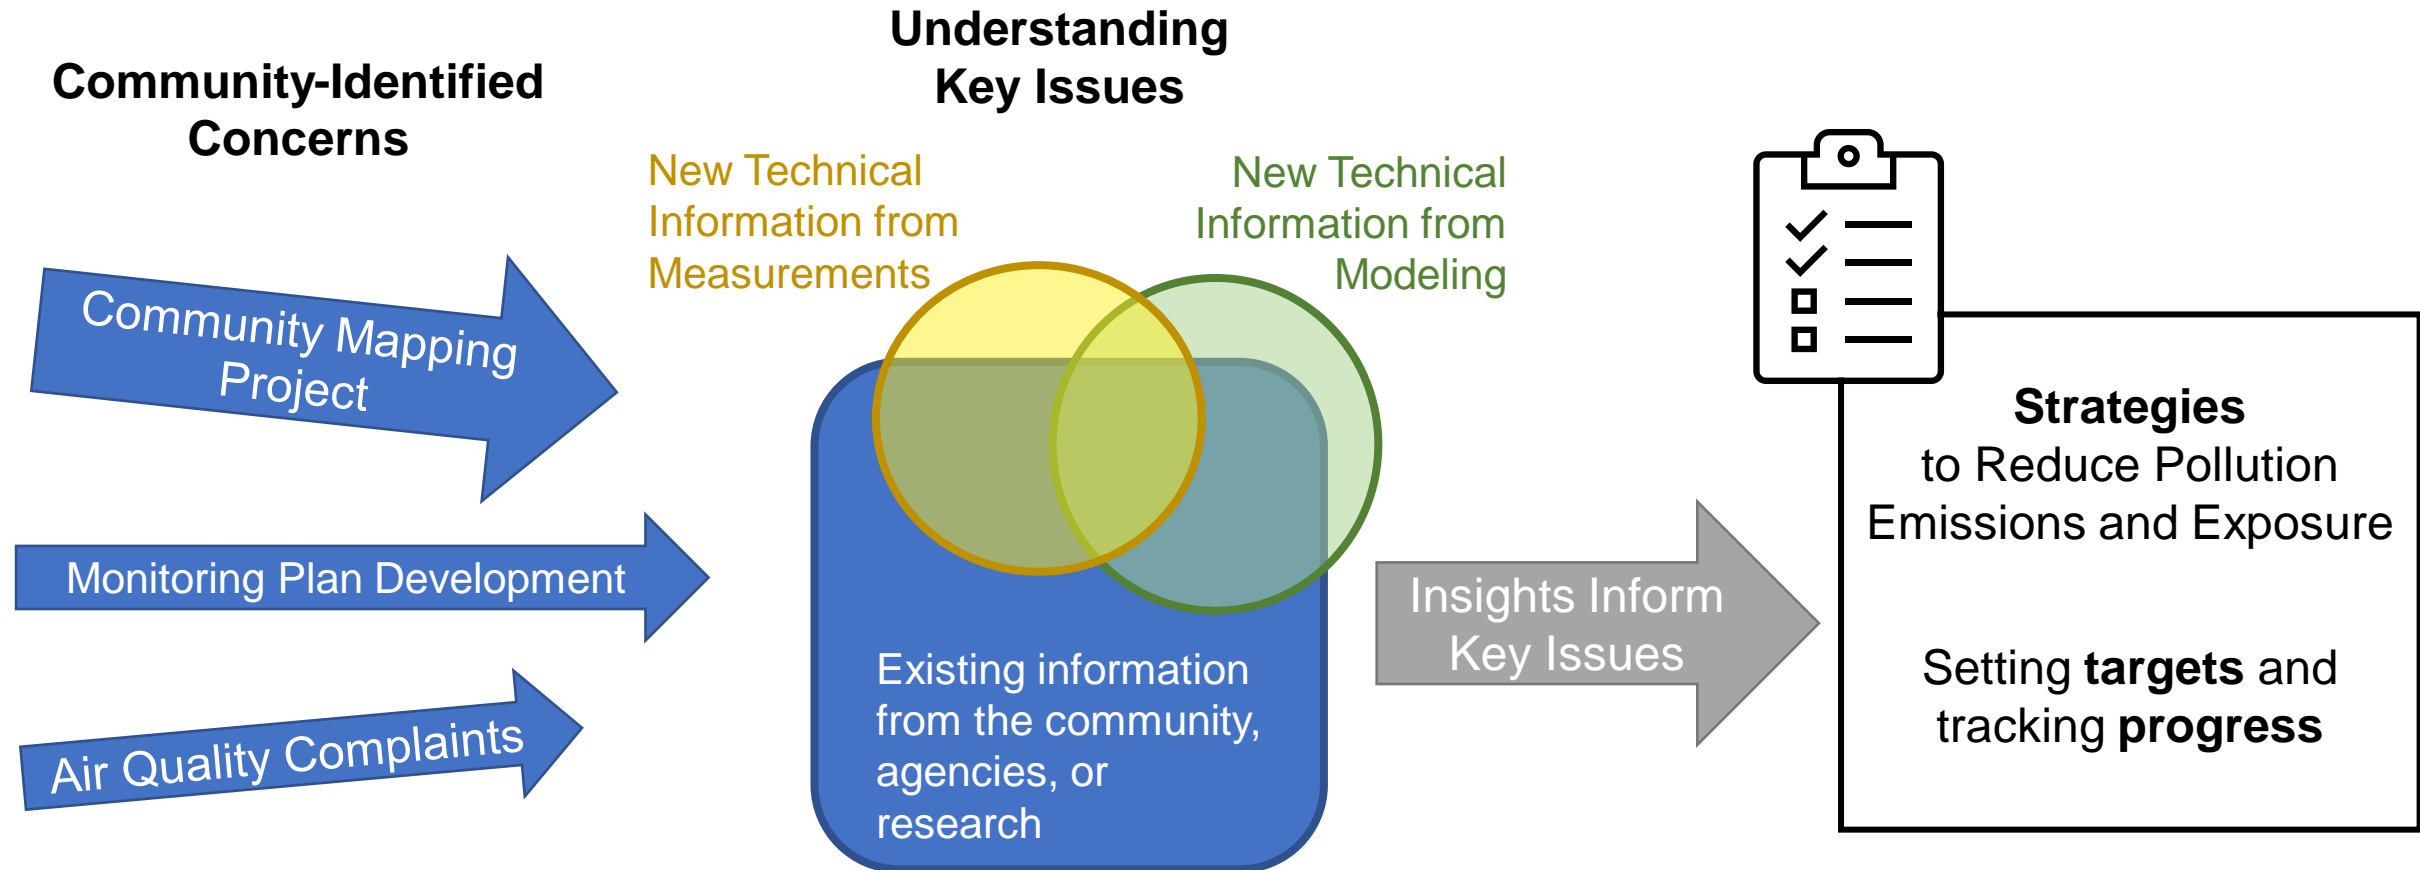 Community-Identified
Concerns
Community Mapping
Project
Monitoring Plan Development
Air Quality Complaints
Understanding
Key Issues
New Technical
Information from
Measurements
New Technical
Information from
Modeling
Existing information
from the community,
agencies, or
research
Insights Inform
Key Issues
Strategies
to Reduce Pollution
Emissions and Exposure
Setting targets and
tracking progress